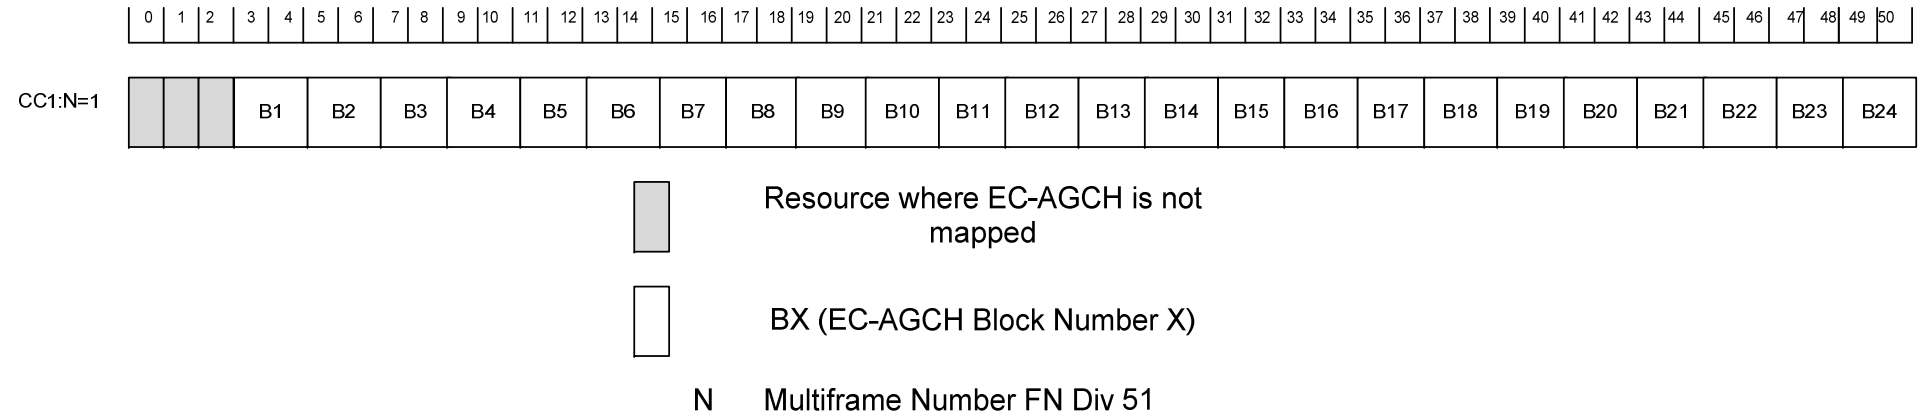 0 1 2 3 4 5 6 7 8 9 10 11 12 13 14 15 16 17 18 19 20 21 22 23 24 25 26 27 28 29 30 31 32 33 34 35 36 37 38 39 40 41 42 43 44 45 46 47 48 49 50
CC1:N=1 B1 B2 B3 B4 B5 B6 B7 B8 B9 B10 B11 B12 B13 B14 B15 B16 B17 B18 B19 B20 B21 B22 B23 B24
Resource where EC-AGCH is not
mapped
BX (EC-AGCH Block Number X)
N Multiframe Number FN Div 51